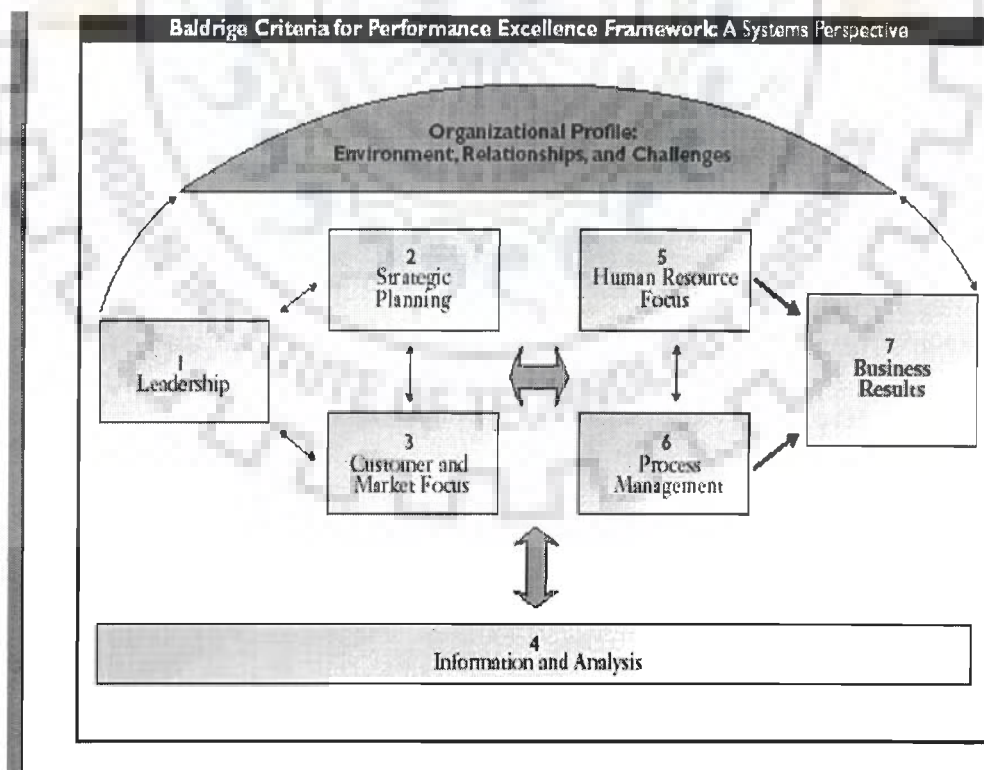 Baldrige Criteria for Performance Excellence Framework: A Systems Perspective
Organizational Profile:
Environment, Relationships, and Challenges
2
Strategic
Planning
5
Human Resource
Focus
1
Leadership
7
Business
Results
3
Customer and
Market Focus
6
Process
Management
4
Information and Analysis